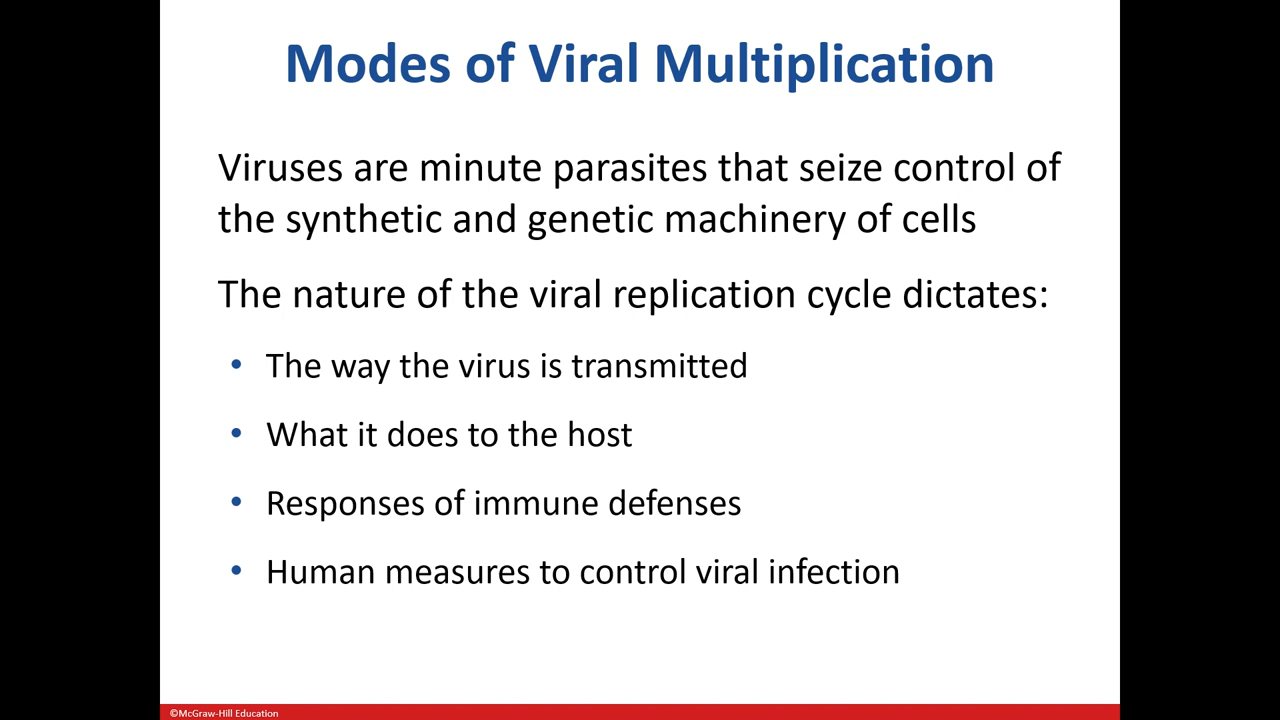 Modes of Viral Multiplication
Viruses are minute parasites that seize control of
the synthetic and genetic machinery of cells
The nature of the viral replication cycle dictates:
• The way the virus is transmitted
• What it does to the host
• Responses of immune defenses
• Human measures to control viral infection
©McGraw-Hill Education